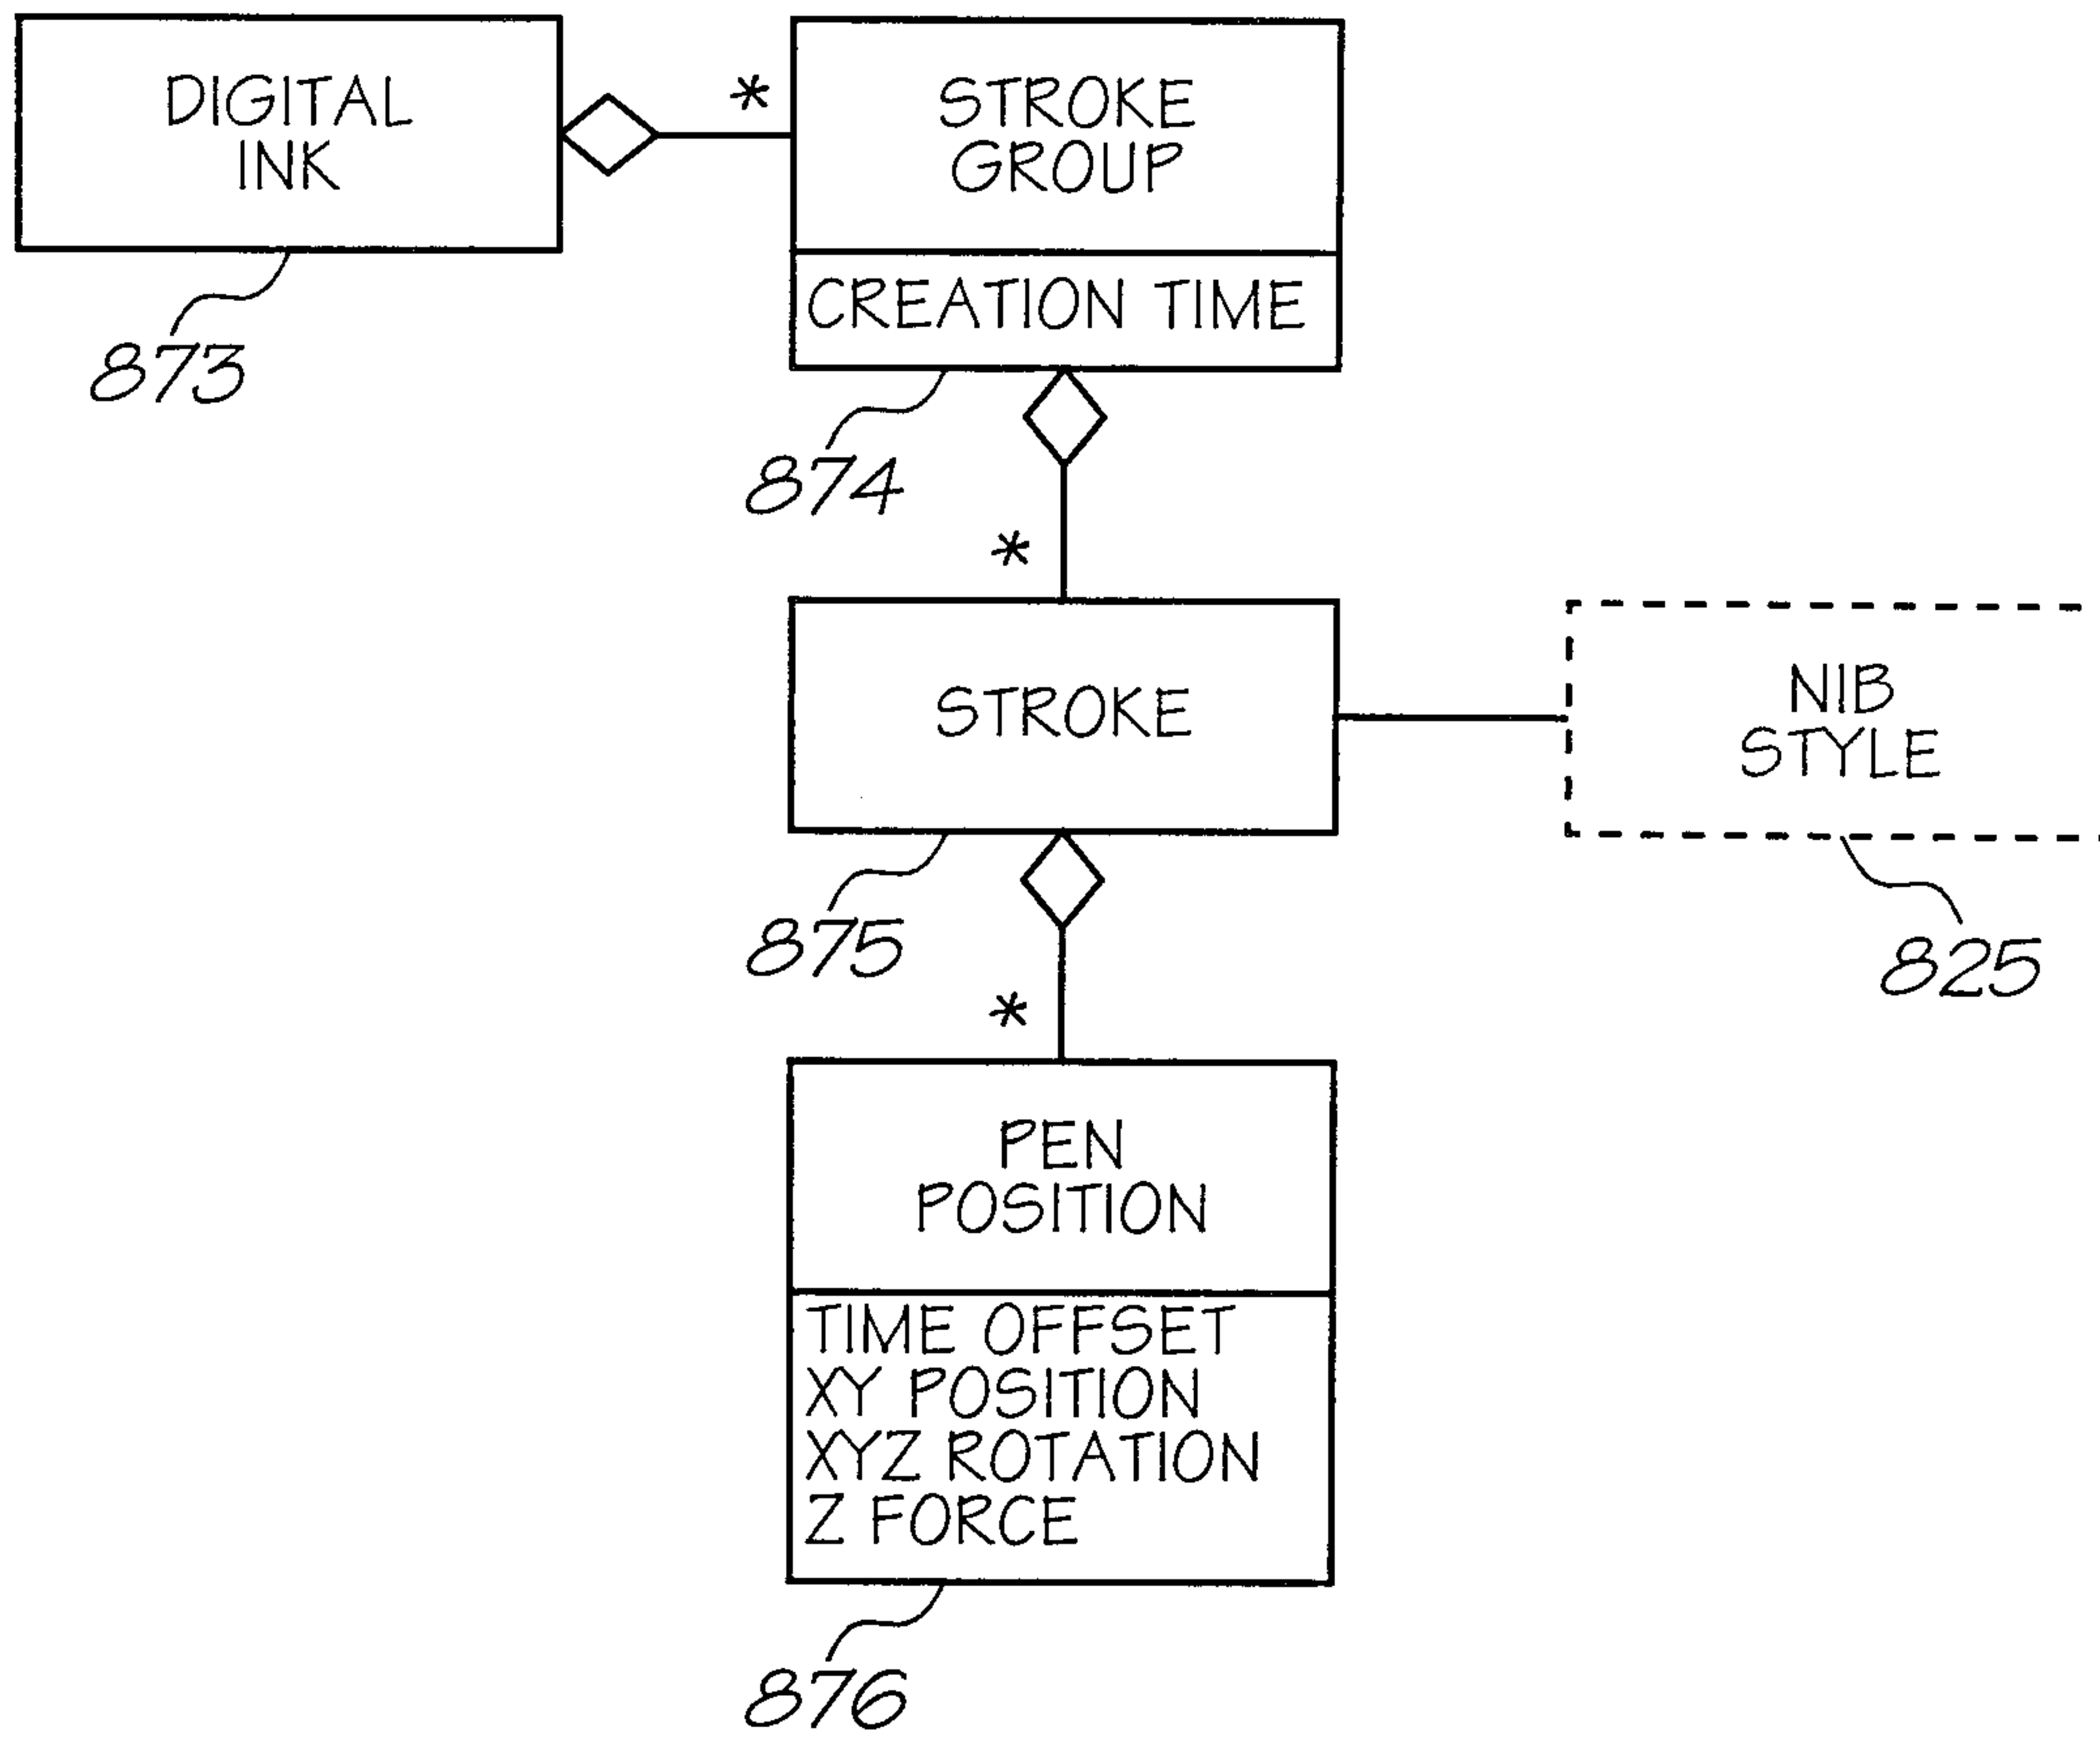 DIGITAL
INK
*
STROKE
GROUP
CREATION TIME
873
874
*
STROKE
NIB
STYLE
875
825
*
PEN
POSITION
TIME OFFSET
XY POSITION
XYZ ROTATION
Z FORCE
876